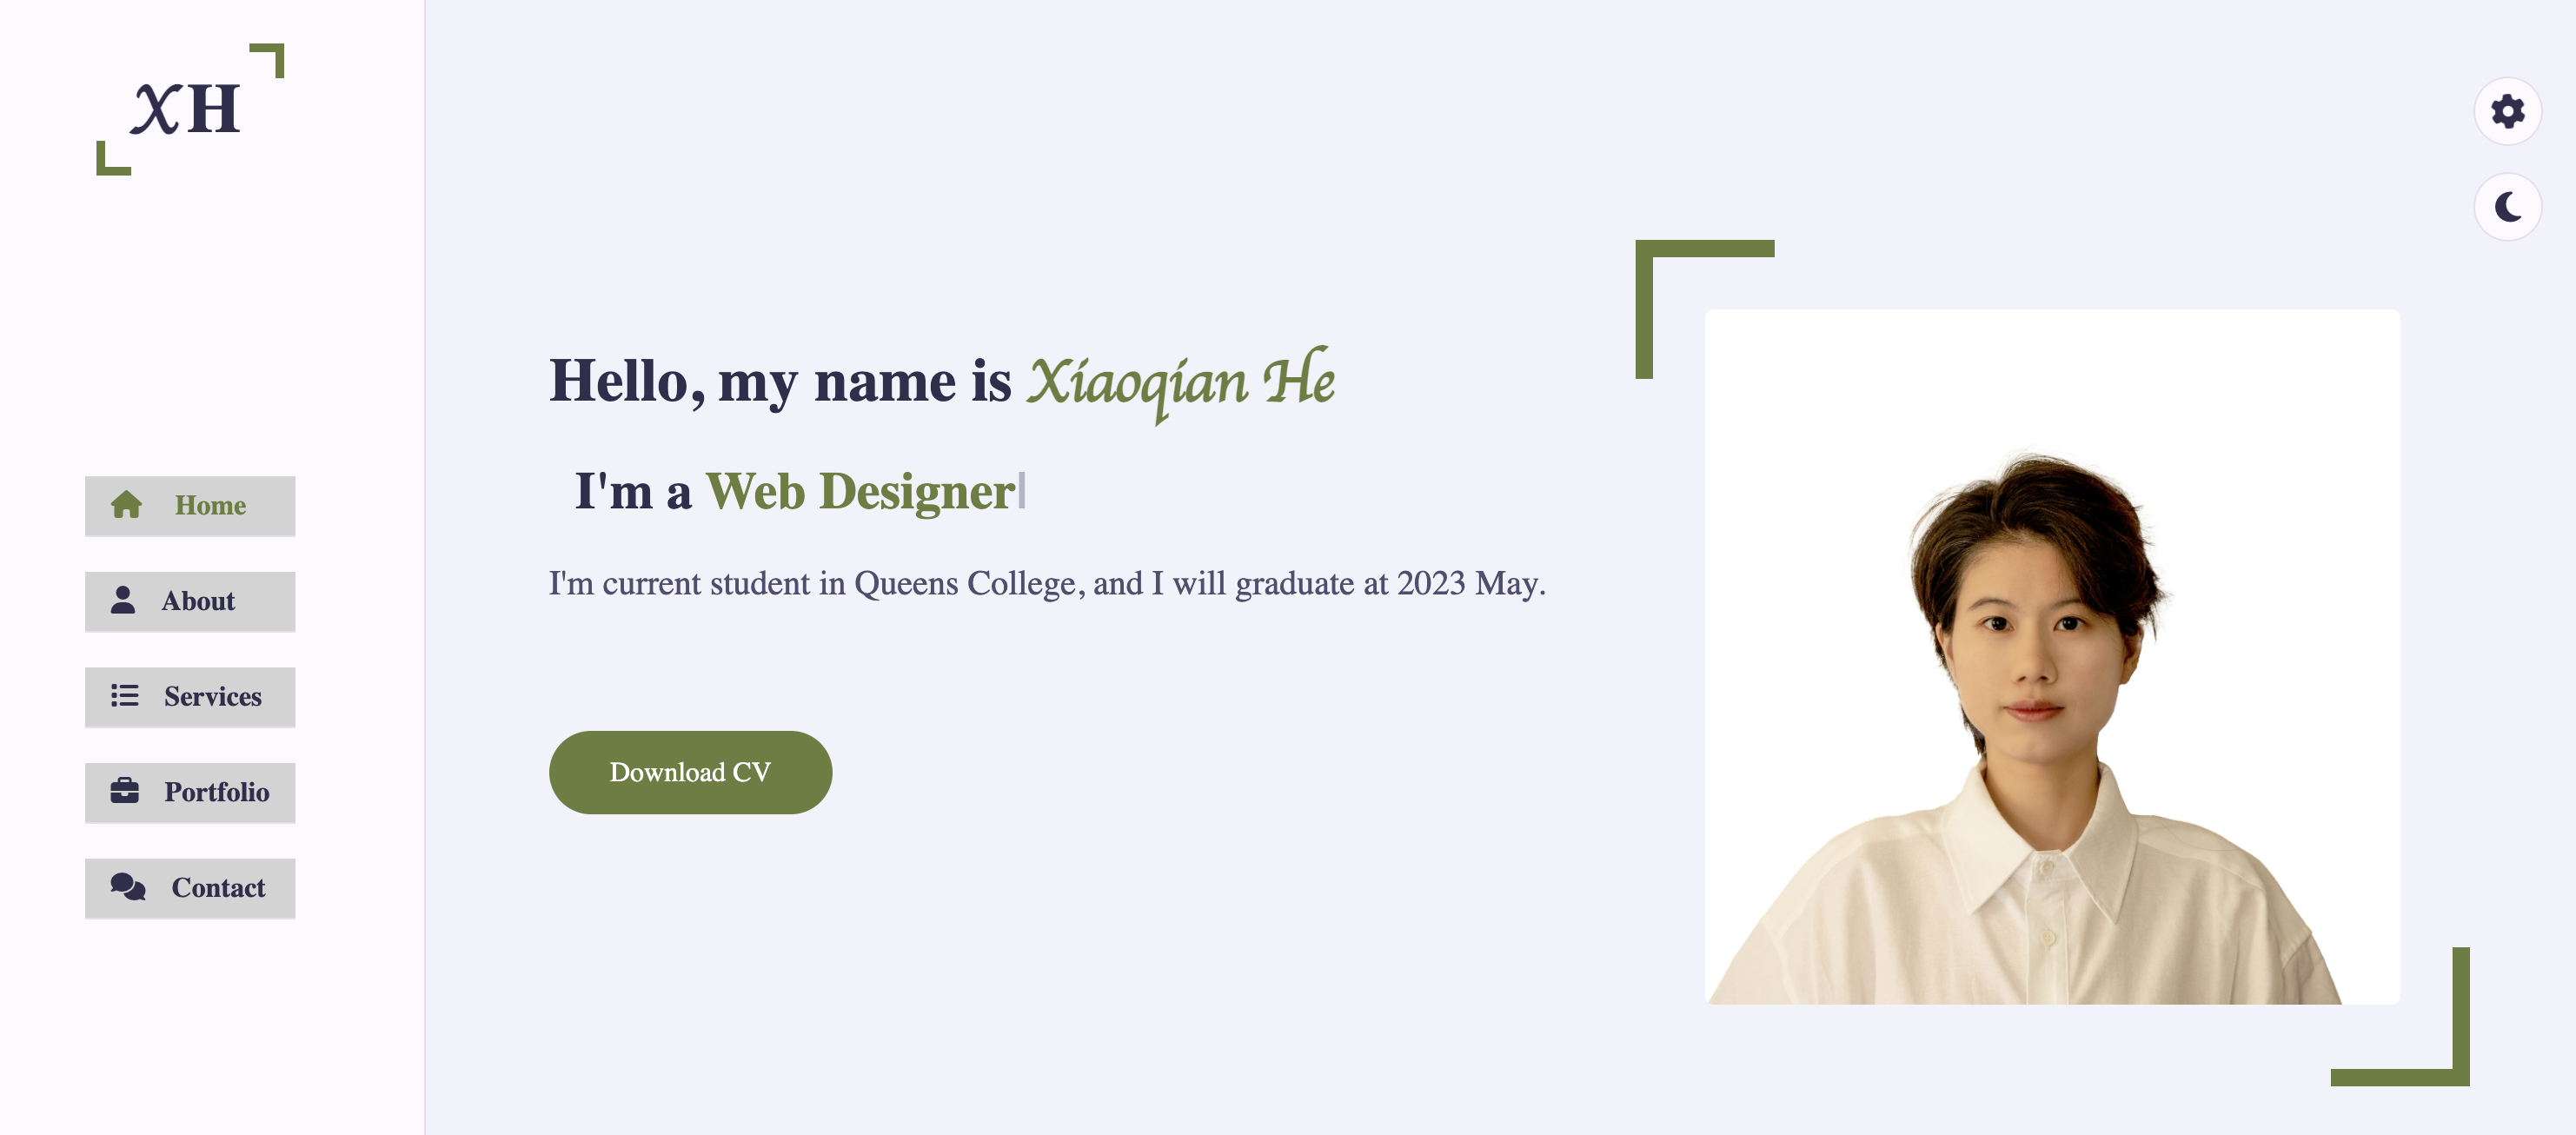 XH
Home
About
Services
Portfolio
Contact
Hello, my name is Xiaoqian He
I'm a Web Designer
I'm current student in Queens College, and I will graduate at 2023 May.
Download CV